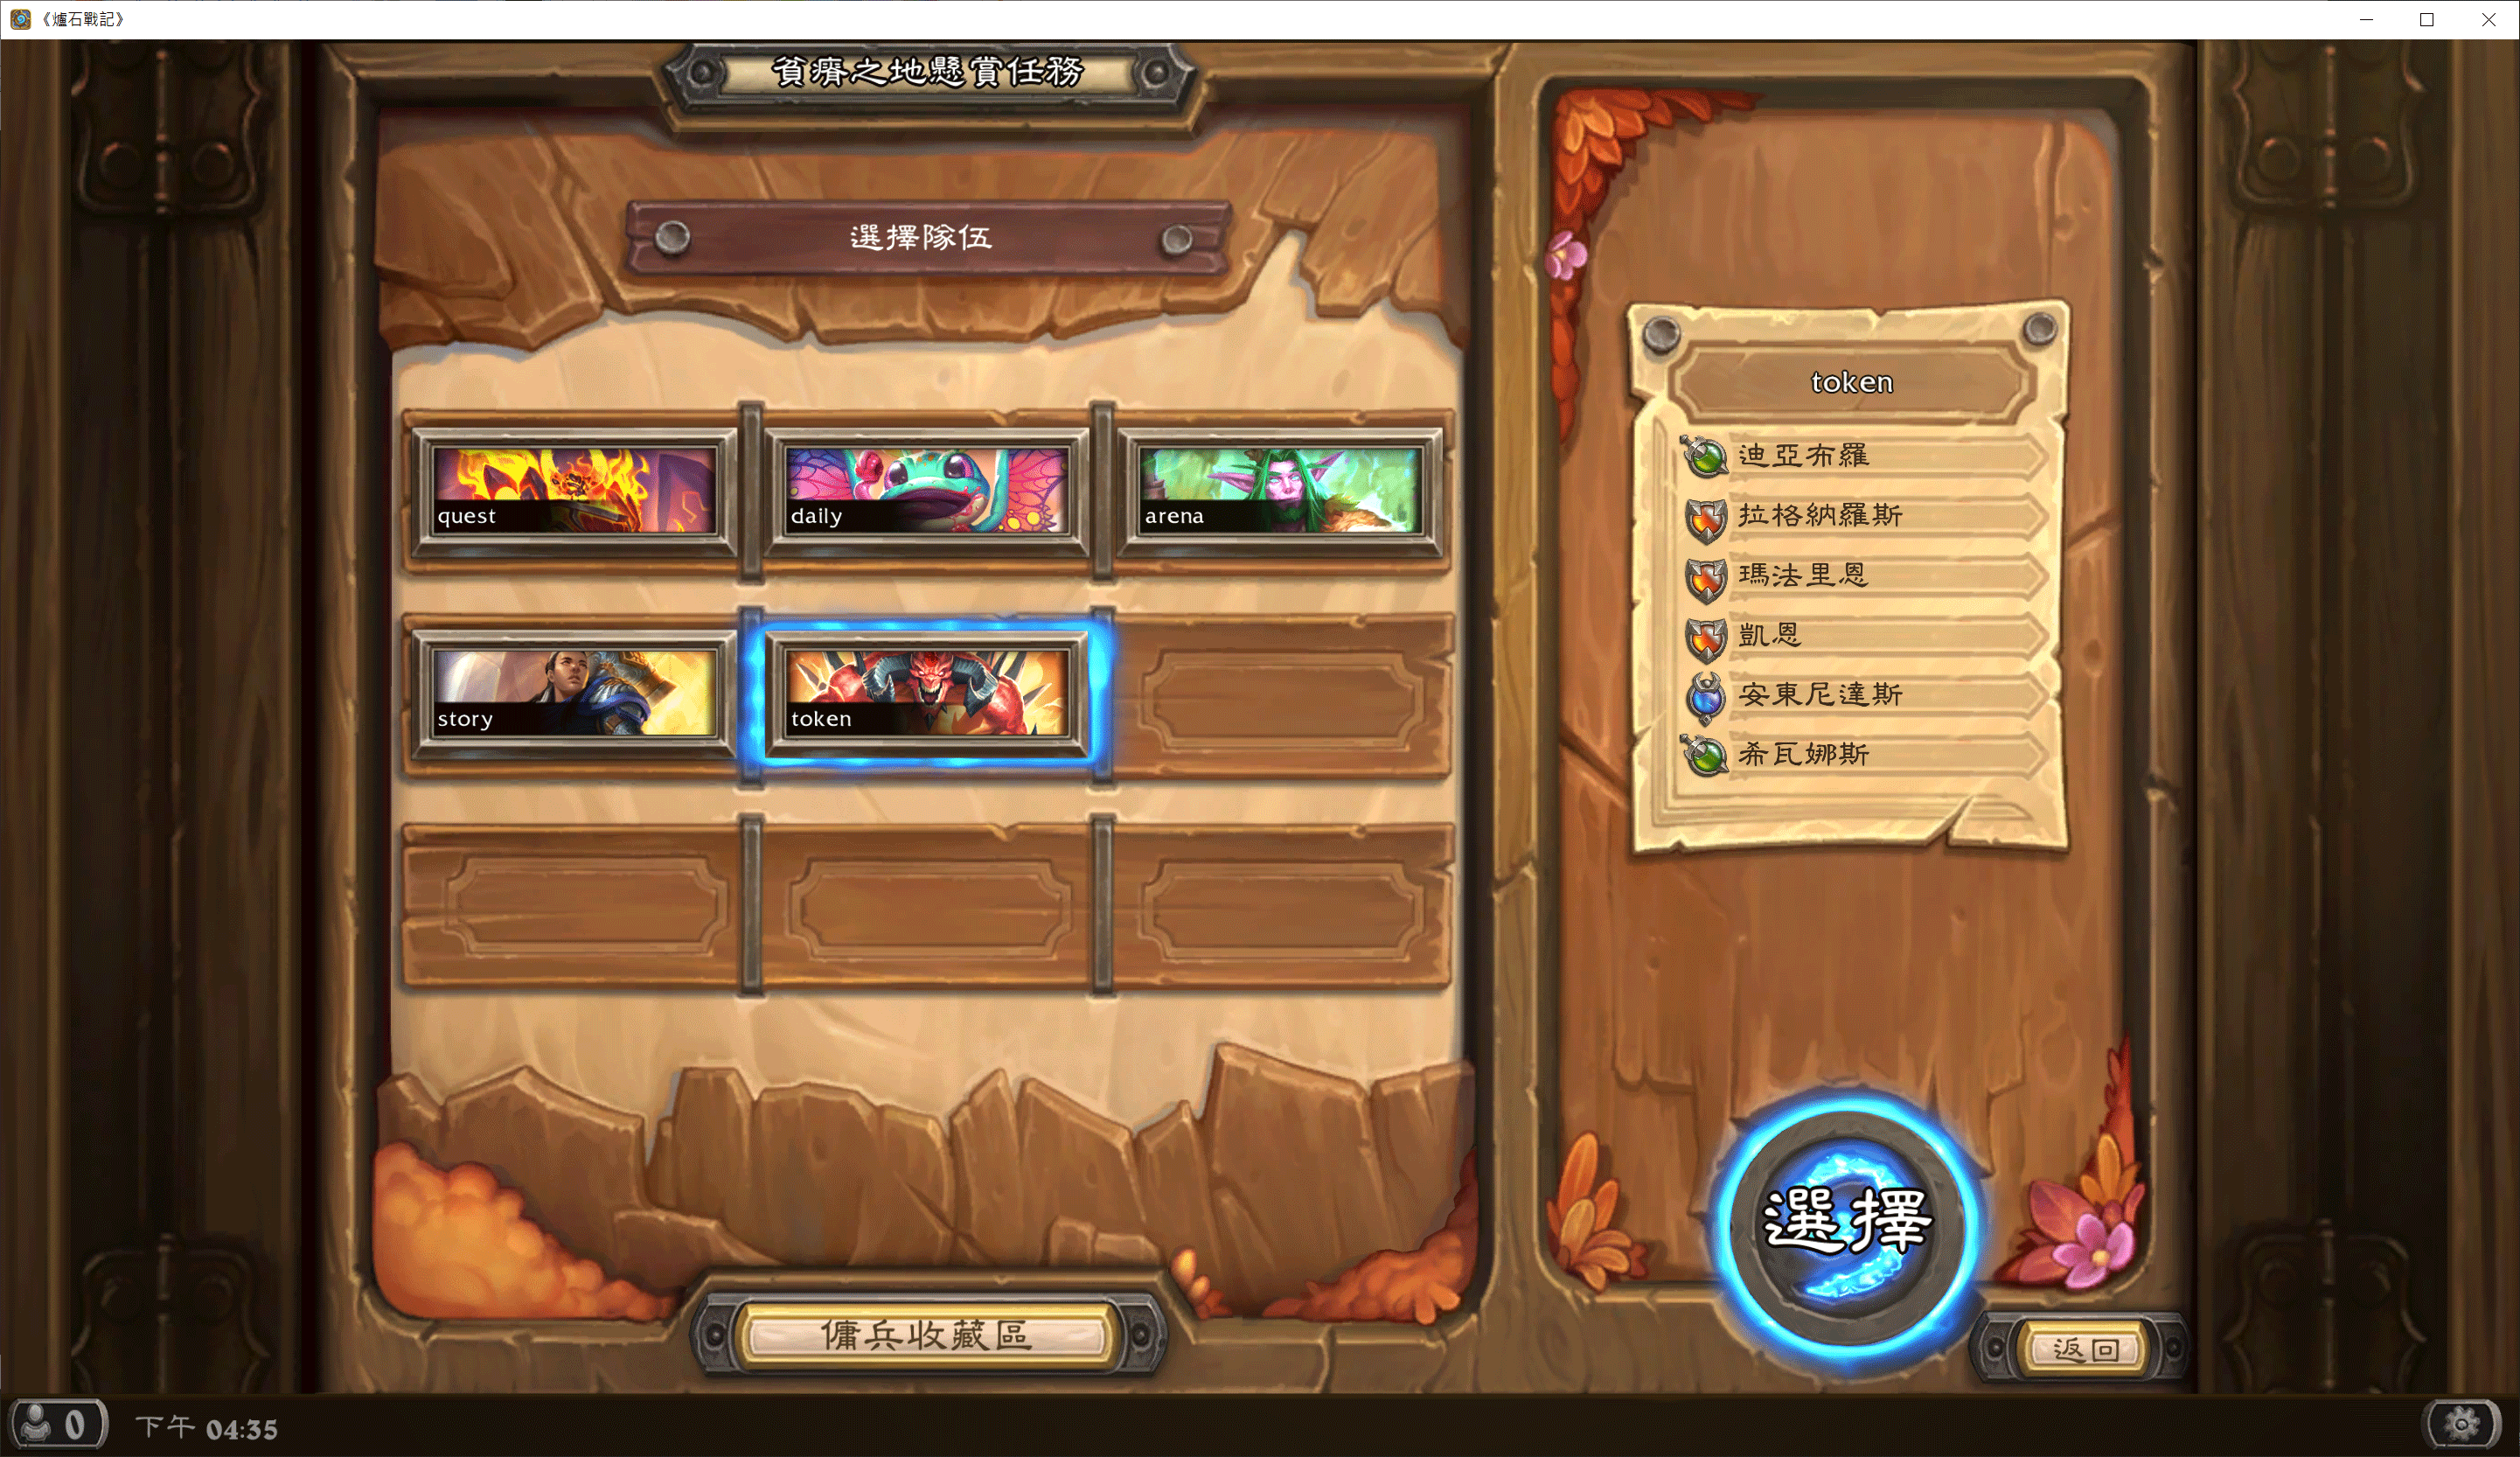 《爐石戰記》
貧瘠之地懸賞任務
選擇隊伍
quest
daily
arena
story
token
token
迪亞布羅
拉格納羅斯
瑪法里恩
凱恩
安東尼達斯
希瓦娜斯
選擇
傭兵收藏區
返回
0
下午 04:35